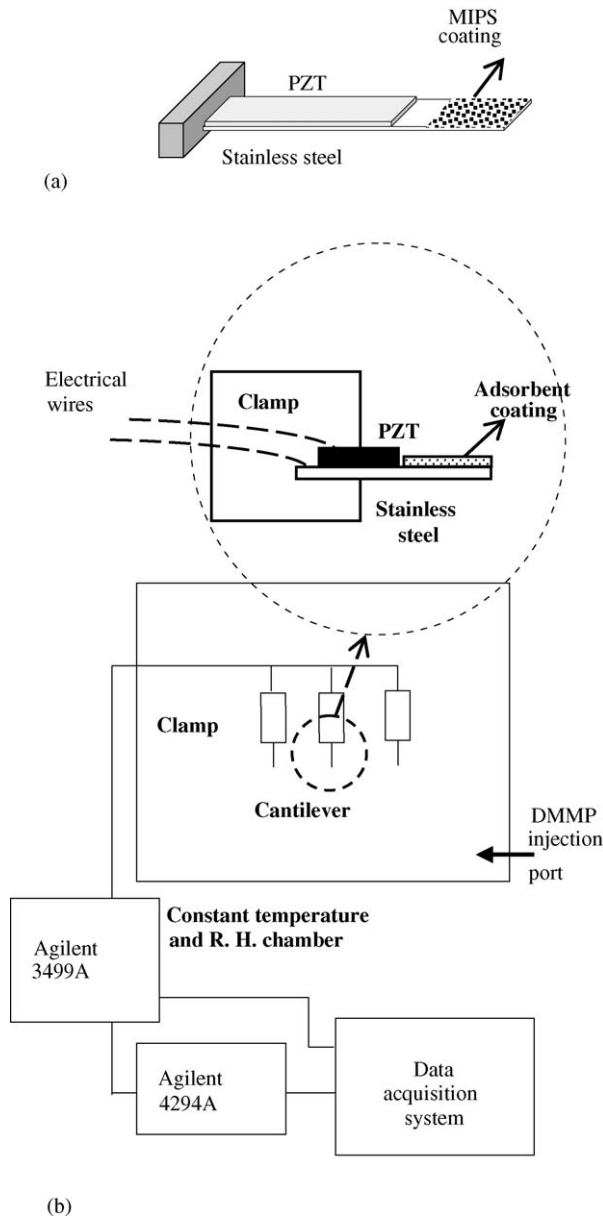 MIPS
coating
PZT
Stainless steel
(a)
Electrical
wires
Clamp
Adsorbent
coating
PZT
Stainless
steel
Clamp
Cantilever
DMMP
injection
port
Constant temperature
and R. H. chamber
Agilent
3499A
Agilent
4294A
Data
acquisition
system
(b)